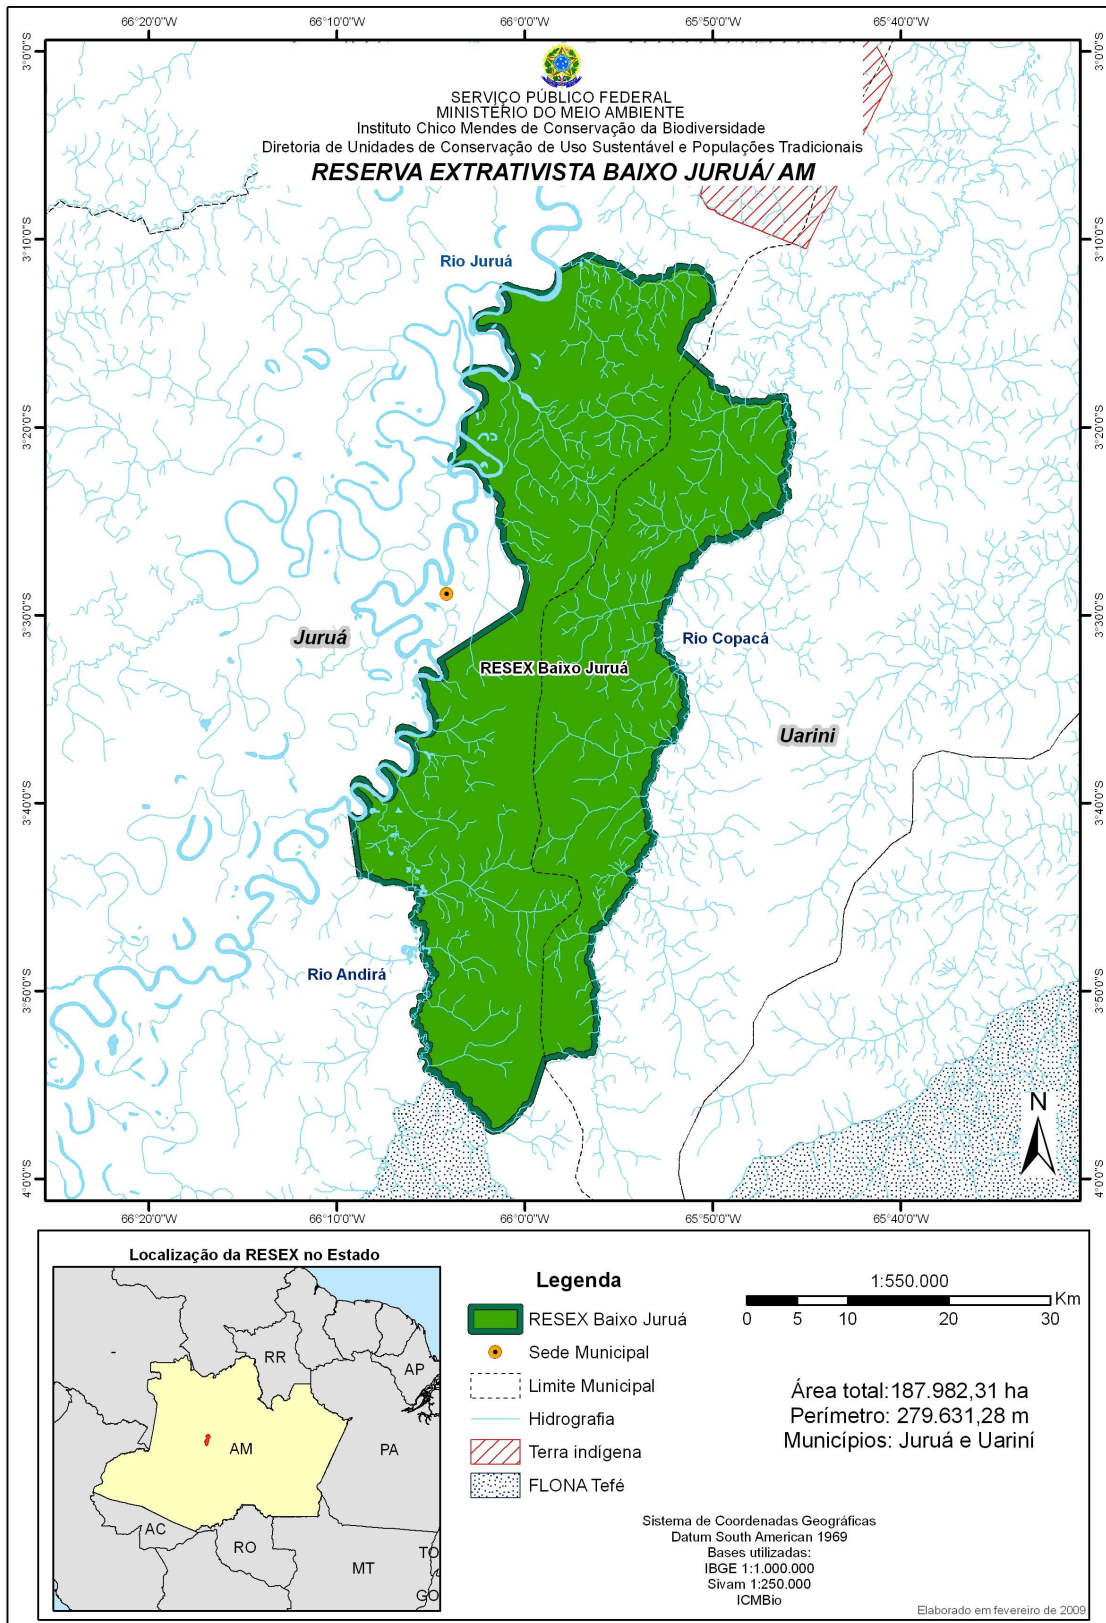 66°20'0"W 66°10'0"W 66°0'0"W 65°50'0"W 65°40'0"W
3°0'0"S 3°0'0"S
SERVIÇO PÚBLICO FEDERAL
MINISTÉRIO DO MEIO AMBIENTE
Instituto Chico Mendes de Conservação da Biodiversidade
Diretoria de Unidades de Conservação de Uso Sustentável e Populações Tradicionais
RESERVA EXTRATIVISTA BAIXO JURUÁ/ AM
3°10'0"S 3°10'0"S
Rio Juruá
3°20'0"S 3°20'0"S
3°30'0"S 3°30'0"S
Juruá
Rio Copacá
RESEX Baixo Juruá
Uarini
3°40'0"S 3°40'0"S
Rio Andirá
3°50'0"S 3°50'0"S
N
4°0'0"S 4°0'0"S
66°20'0"W 66°10'0"W 66°0'0"W 65°50'0"W 65°40'0"W
Localização da RESEX no Estado
RR
AP
AM
PA
AC
RO
MT
TO
GO
Legenda
RESEX Baixo Juruá
Sede Municipal
Limite Municipal
Hidrografia
Terra indígena
FLONA Tefé
1:550.000
Km
0 5 10 20 30
Área total:187.982,31 ha
Perímetro: 279.631,28 m
Municípios: Juruá e Uariní
Sistema de Coordenadas Geográficas
Datum South American 1969
Bases utilizadas:
IBGE 1:1.000.000
Sivam 1:250.000
ICMBio
Elaborado em fevereiro de 2009